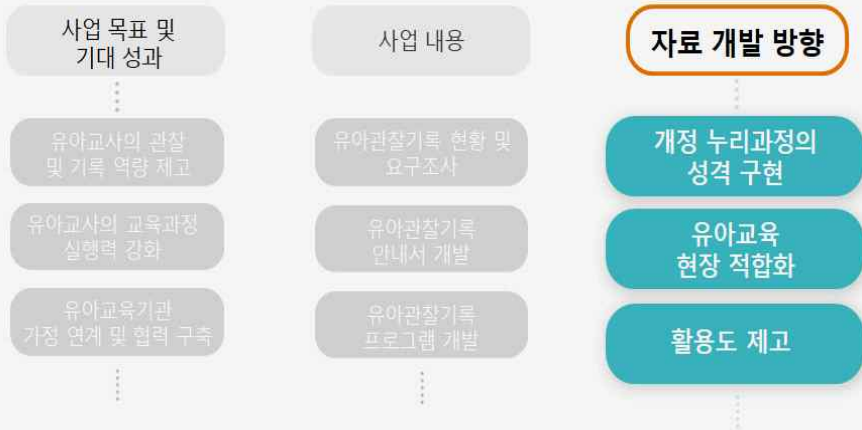 사업 목표 및
기대 성과
유아교사의 관찰
및 기록 역량 제고
유아교사의 교육과정
실행력 강화
유아교육기관
가정 연계 및 협력 구축
사업 내용
유아관찰기록 현황 및
요구조사
유아관찰기록
안내서 개발
유아관찰기록
프로그램 개발
자료 개발 방향
개정 누리과정의
성격 구현
유아교육
현장 적합화
활용도 제고